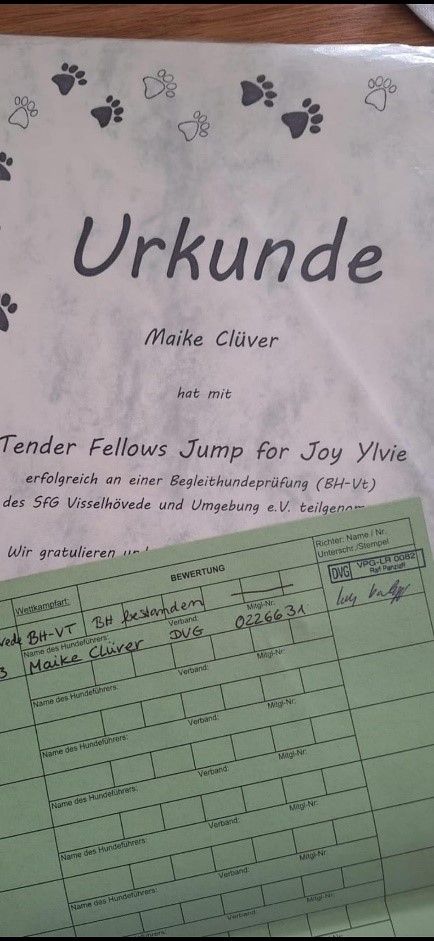 Urkunde
Maike Clüver
hat mit
Tender Fellows Jump for Joy Ylvie
erfolgreich an einer Begleithundeprüfung (BH-Vt)
des SfG Visselhövede und Umgebung e.V.
Wir gratulieren
BEWERTUNG
Richter: Name / Nr.
Unterschr./Stempel
Wettkampfart:
DVG VPG-LR 0082
BH-VT BH bestanden
Name des Hundeführers: Verband: Mitgl-Nr.
3 Maike Clüver DVG 0226631
Name des Hundeführers: Verband: Mitgl-Nr:
Name des Hundeführers: Verband: Mitgl-Nr:
Name des Hundeführers: Verband: Mitgl-Nr:
Name des Hundeführers: Verband: Mitgl-Nr
Name des Hundeführers: Verband: Mitgl-Nr:
Verband: Mitgl-Nr: